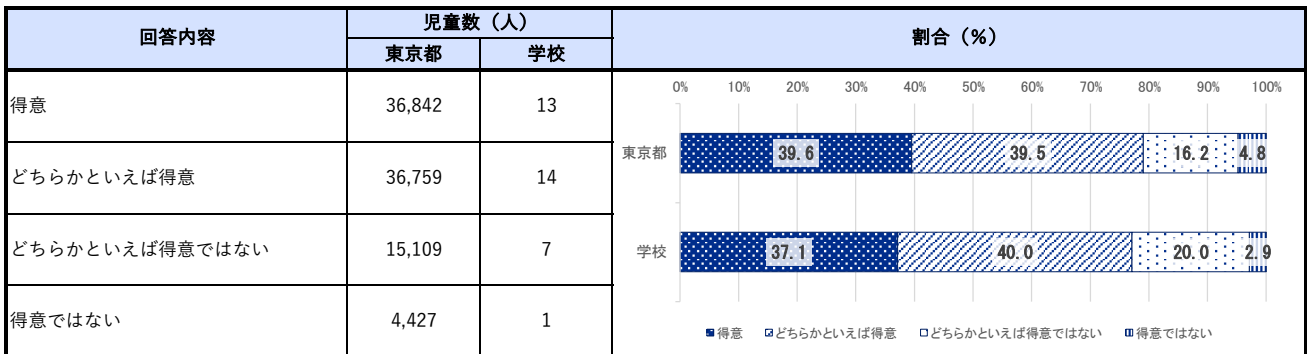 回答内容 児童数（人） 割合（％）
東京都 学校
得意 36,842 13
どちらかといえば得意 36,759 14
どちらかといえば得意ではない 15,109 7
得意ではない 4,427 1
0% 10% 20% 30% 40% 50% 60% 70% 80% 90% 100%
東京都 39.6 39.5 16.2 4.8
学校 37.1 40.0 20.0 2.9
得意 どちらかといえば得意 どちらかといえば得意ではない 得意ではない